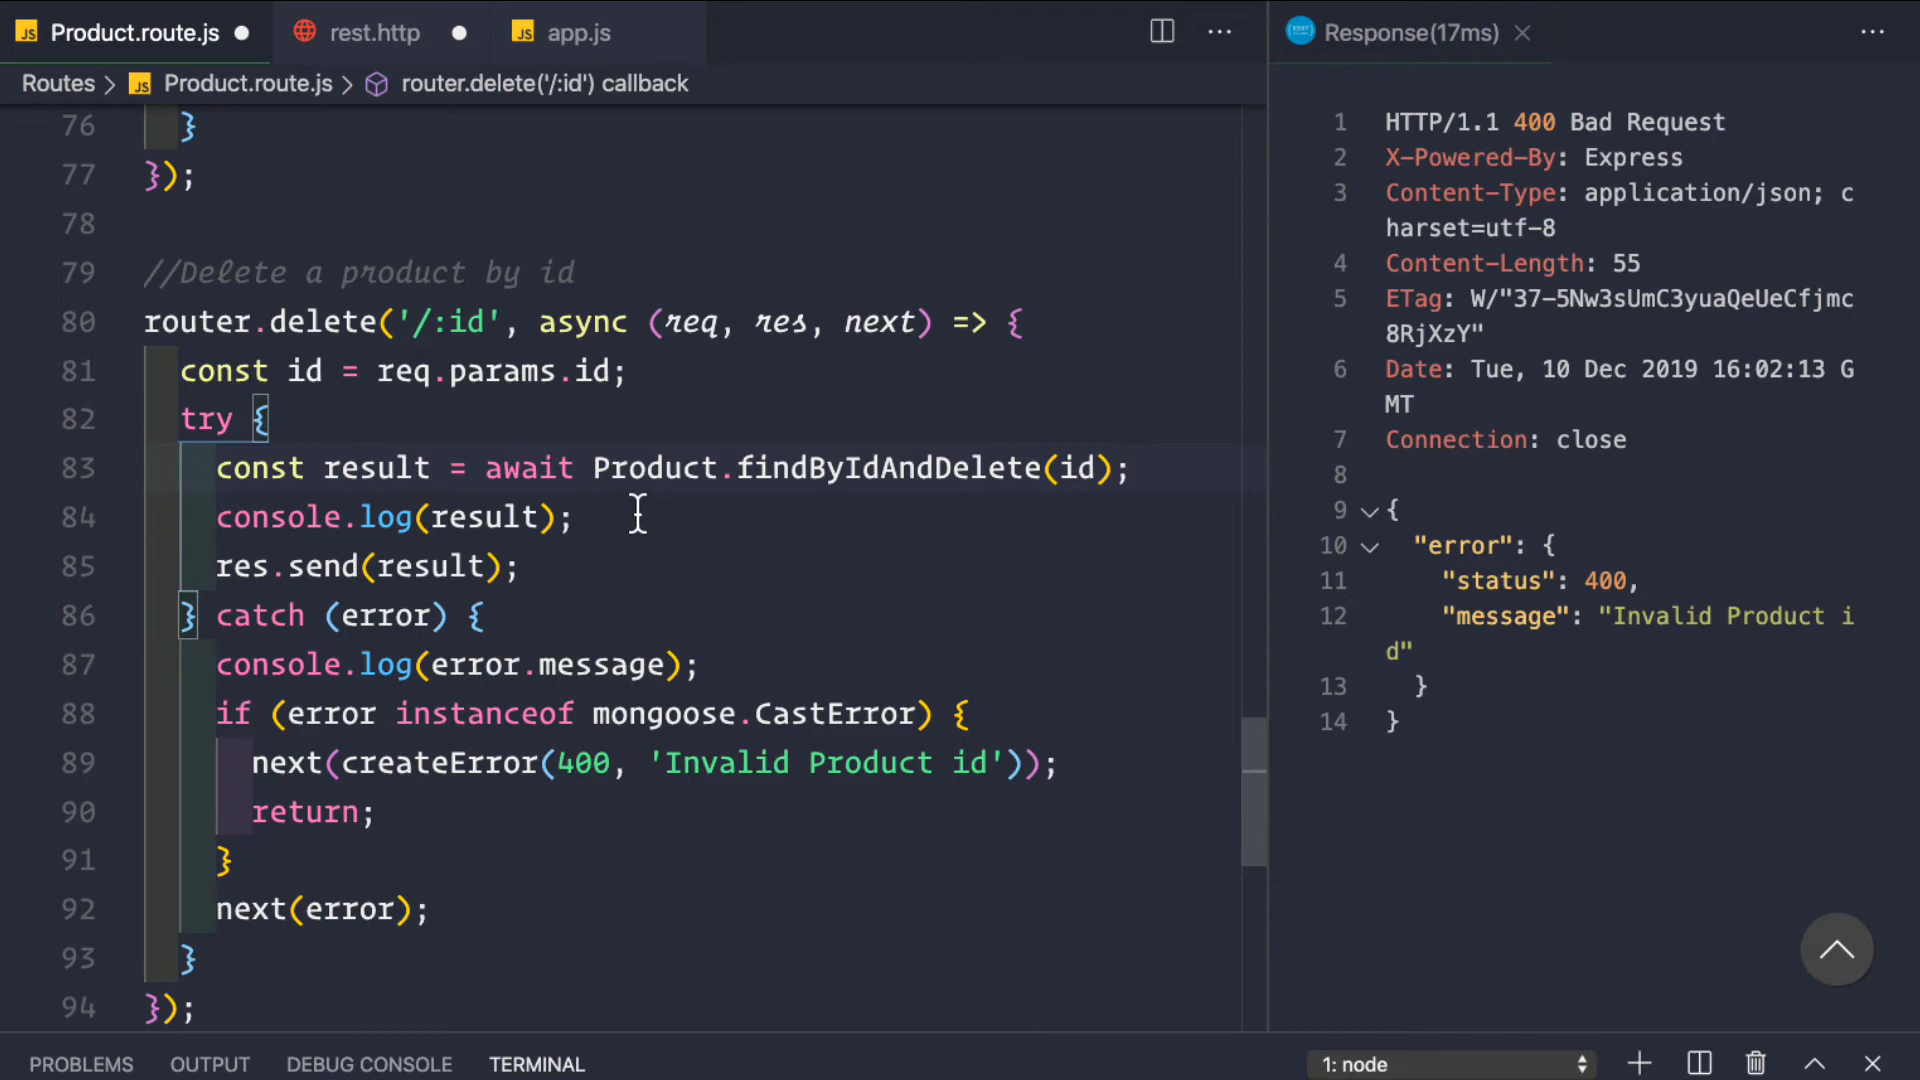 JS Product.route.js ● rest.http ● JS app.js
Routes > JS Product.route.js > router.delete('/:id') callback
76 }
77 });
78
79 //Delete a product by id
80 router.delete('/:id', async (req, res, next) => {
81 const id = req.params.id;
82 try {
83 const result = await Product.findByIdAndDelete(id);
84 console.log(result);
85 res.send(result);
86 } catch (error) {
87 console.log(error.message);
88 if (error instanceof mongoose.CastError) {
89 next(createError(400, 'Invalid Product id'));
90 return;
91 }
92 next(error);
93 }
94 });
PROBLEMS OUTPUT DEBUG CONSOLE TERMINAL
Response(17ms)
1 HTTP/1.1 400 Bad Request
2 X-Powered-By: Express
3 Content-Type: application/json; c
harset=utf-8
4 Content-Length: 55
5 ETag: W/"37-5Nw3sUmC3yuaQeUeCfjmc
8RjXzY"
6 Date: Tue, 10 Dec 2019 16:02:13 G
MT
7 Connection: close
8
9 {
10 "error": {
11 "status": 400,
12 "message": "Invalid Product i
d"
13 }
14 }
1: node